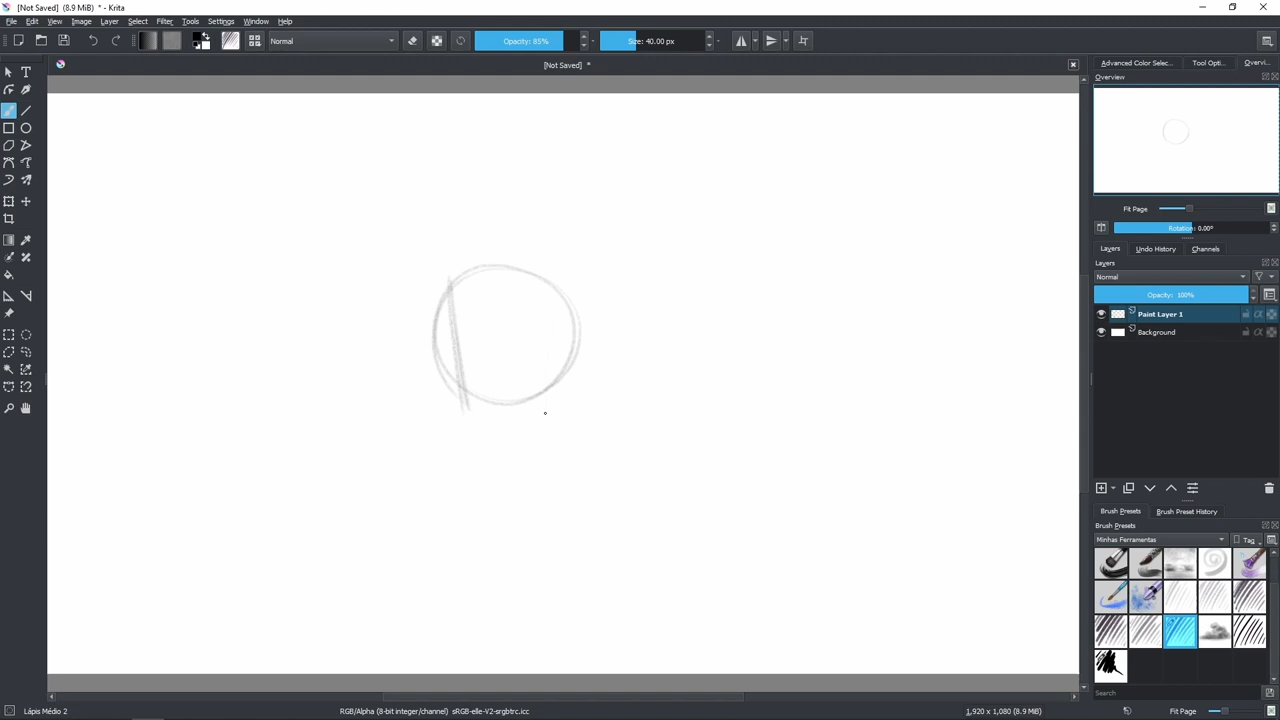 [Not Saved] (8.9 MiB) * - Krita
File Edit View Image Layer Select Filter Tools Settings Window Help
Normal
Opacity: 85%
Size: 40.00 px
[Not Saved] *
Advanced Color Selec...
Tool Opti...
Overvi...
Overview
Fit Page
Rotation: 0.00°
Layers
Undo History
Channels
Layers
Normal
Opacity: 100%
Paint Layer 1
Background
Brush Presets
Brush Preset History
Brush Presets
Minhas Ferramentas
Tag
Search
Lápis Médio 2
RGB/Alpha (8-bit integer/channel) sRGB-elle-V2-srgbtrc.icc
1,920 x 1,080 (8.9 MiB)
Fit Page